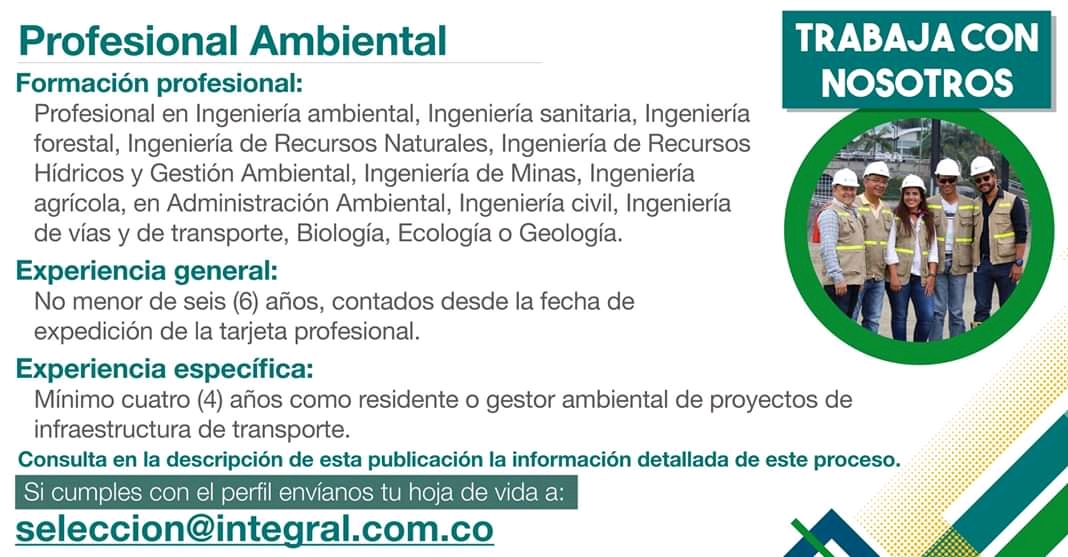 Profesional Ambiental
TRABAJA CON
NOSOTROS
Formación profesional:
Profesional en Ingeniería ambiental, Ingeniería sanitaria, Ingeniería
forestal, Ingeniería de Recursos Naturales, Ingeniería de Recursos
Hídricos y Gestión Ambiental, Ingeniería de Minas, Ingeniería
agrícola, en Administración Ambiental, Ingeniería civil, Ingeniería
de vías y de transporte, Biología, Ecología o Geología.
Experiencia general:
No menor de seis (6) años, contados desde la fecha de
expedición de la tarjeta profesional.
Experiencia específica:
Mínimo cuatro (4) años como residente o gestor ambiental de proyectos de
infraestructura de transporte.
Consulta en la descripción de esta publicación la información detallada de este proceso.
Si cumples con el perfil envíanos tu hoja de vida a:
seleccion@integral.com.co